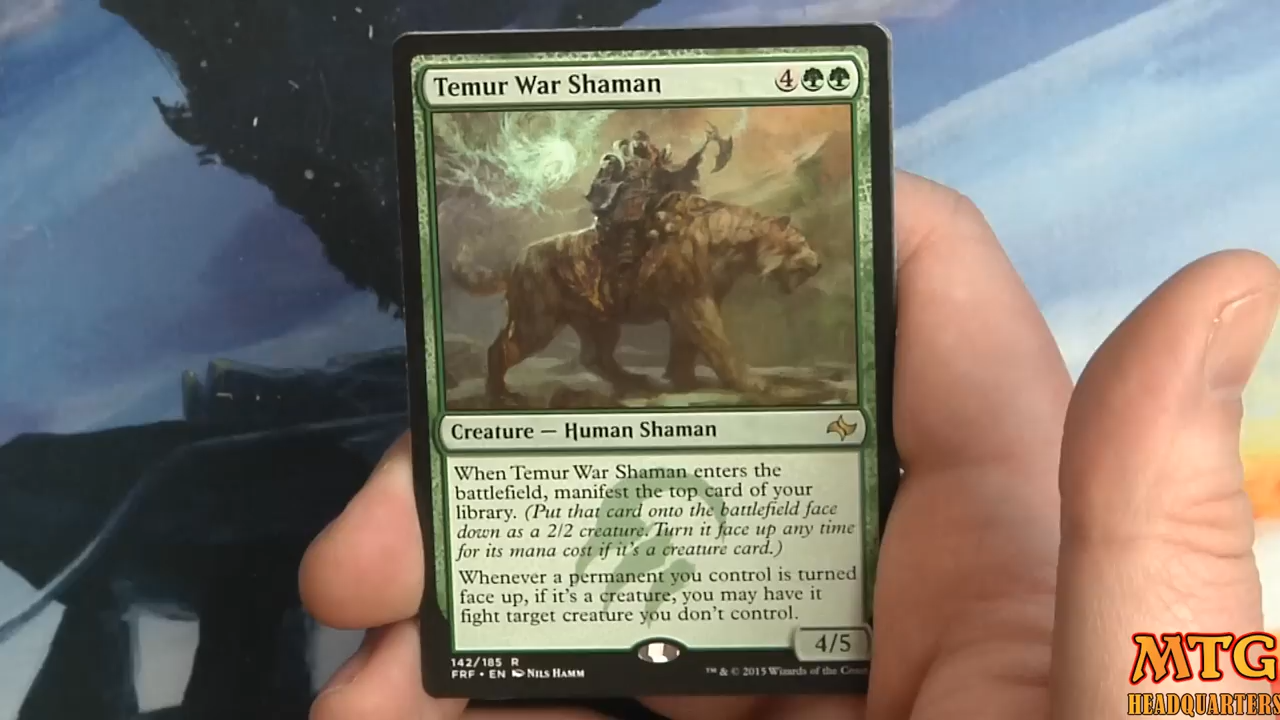 Temur War Shaman 4
Creature — Human Shaman
When Temur War Shaman enters the
battlefield, manifest the top card of your
library. (Put that card onto the battlefield face
down as a 2/2 creature. Turn it face up any time
for its mana cost if it's a creature card.)
Whenever a permanent you control is turned
face up, if it's a creature, you may have it
fight target creature you don't control.
4/5
142/185 R
FRF • EN NILS HAMM
™ & © 2015 Wizards of the Coast
MTG
HEADQUARTERS